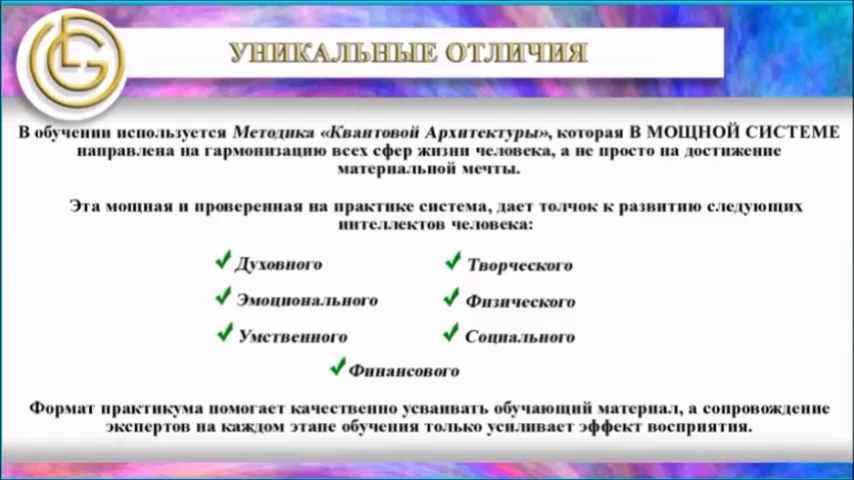 LG
УНИКАЛЬНЫЕ ОТЛИЧИЯ
В обучении используется Методика «Квантовой Архитектуры», которая В МОЩНОЙ СИСТЕМЕ
направлена на гармонизацию всех сфер жизни человека, а не просто на достижение
материальной мечты.
Эта мощная и проверенная на практике система, дает толчок к развитию следующих
интеллектов человека:
Духовного Творческого
Эмоционального Физического
Умственного Социального
Финансового
Формат практикума помогает качественно усваивать обучающий материал, а сопровождение
экспертов на каждом этапе обучения только усиливает эффект восприятия.